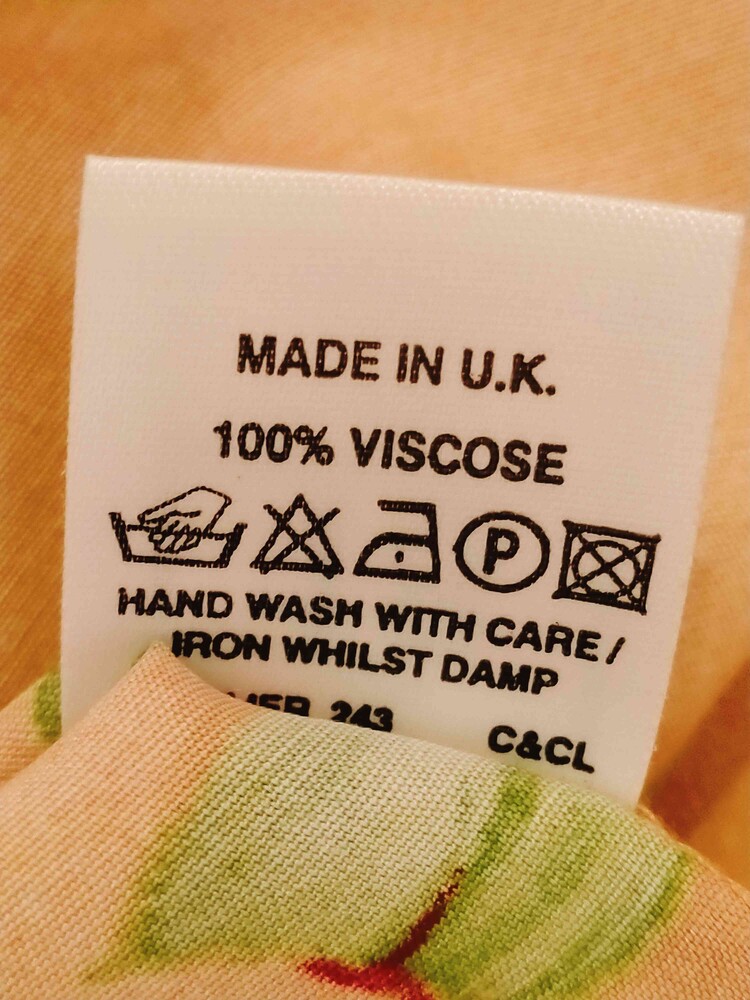 MADE IN U.K.
100% VISCOSE
P
HAND WASH WITH CARE /
IRON WHILST DAMP
243 C&CL